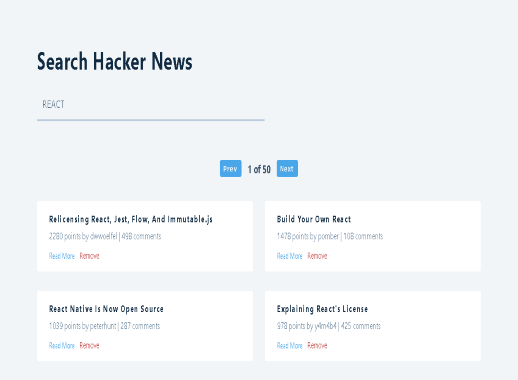 Search Hacker News
REACT
Prev 1 of 50 Next
Relicensing React, Jest, Flow, And Immutable.js
2280 points by dwwoelfel | 498 comments
Read More Remove
Build Your Own React
1478 points by pomber | 108 comments
Read More Remove
React Native Is Now Open Source
1039 points by peterhunt | 287 comments
Read More Remove
Explaining React's License
978 points by y4m4b4 | 425 comments
Read More Remove